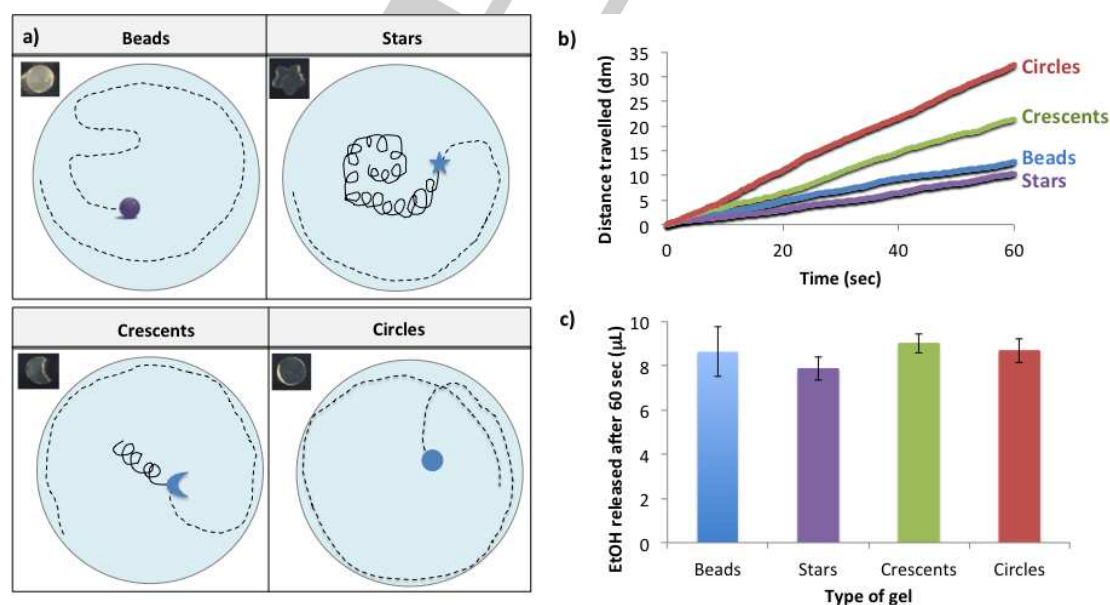 a)
Beads
Stars
Crescents
Circles
b)
35
30
25
20
15
10
5
0
Distance travelled (dm)
0
20
40
60
Time (sec)
Circles
Crescents
Beads
Stars
c)
10
8
6
4
2
0
EtOH released after 60 sec (μL)
Beads
Stars
Crescents
Circles
Type of gel